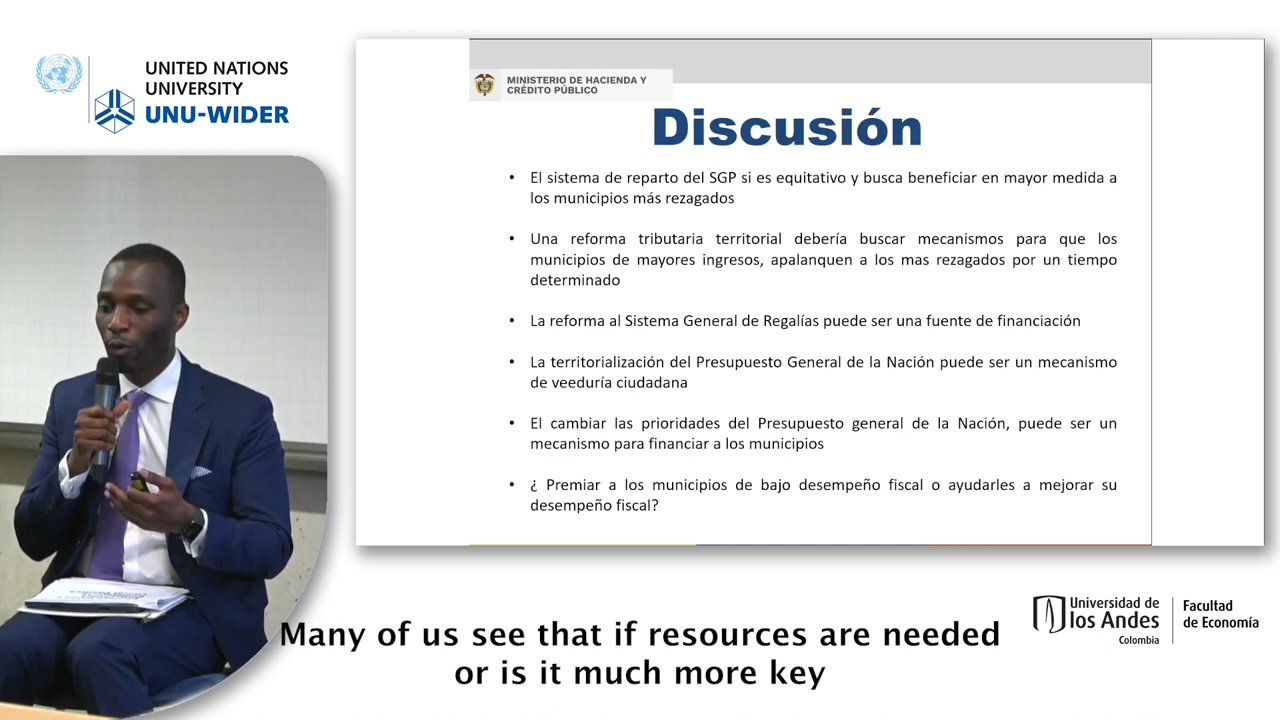 UNITED NATIONS
UNIVERSITY
UNU-WIDER
MINISTERIO DE HACIENDA Y
CRÉDITO PÚBLICO
Discusión
• El sistema de reparto del SGP si es equitativo y busca beneficiar en mayor medida a
los municipios más rezagados
• Una reforma tributaria territorial debería buscar mecanismos para que los
municipios de mayores ingresos, apalanquen a los mas rezagados por un tiempo
determinado
• La reforma al Sistema General de Regalías puede ser una fuente de financiación
• La territorialización del Presupuesto General de la Nación puede ser un mecanismo
de veeduría ciudadana
• El cambiar las prioridades del Presupuesto general de la Nación, puede ser un
mecanismo para financiar a los municipios
• ¿ Premiar a los municipios de bajo desempeño fiscal o ayudarles a mejorar su
desempeño fiscal?
Universidad de
los Andes
Colombia
Facultad
de Economía
Many of us see that if resources are needed
or is it much more key